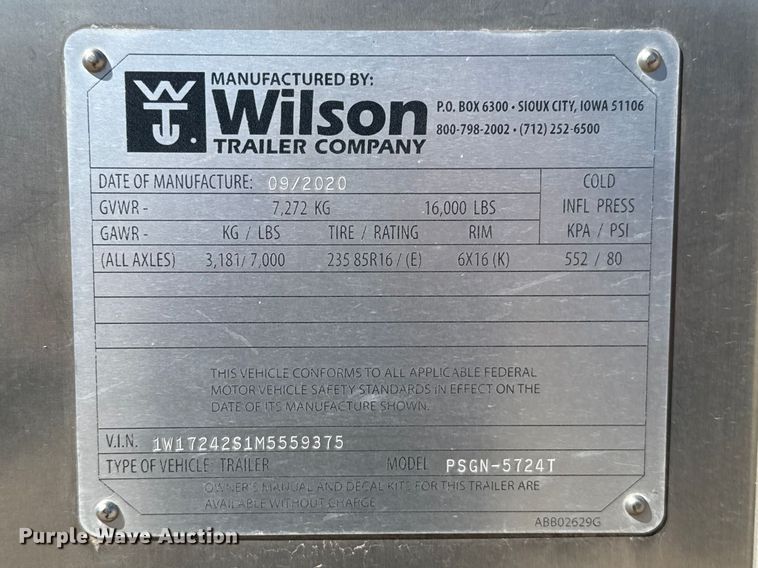 MANUFACTURED BY:
Wilson
TRAILER COMPANY
P.O. BOX 6300 • SIOUX CITY, IOWA 51106
800-798-2002 • (712) 252-6500
DATE OF MANUFACTURE: 09/2020 COLD
GVWR - 7,272 KG 16,000 LBS INFL PRESS
GAWR - KG / LBS TIRE / RATING RIM KPA / PSI
(ALL AXLES) 3,181/7,000 235 85R16 / (E) 6X16 (K) 552 / 80
THIS VEHICLE CONFORMS TO ALL APPLICABLE FEDERAL
MOTOR VEHICLE SAFETY STANDARDS IN EFFECT ON THE
DATE OF ITS MANUFACTURE SHOWN.
V.I.N. 1W17242S1M5559375
TYPE OF VEHICLE: TRAILER MODEL PSGN-5724T
OWNER'S MANUAL AND DECAL KITS FOR THIS TRAILER ARE
AVAILABLE WITHOUT CHARGE
ABB02629G
Purple Wave Auction